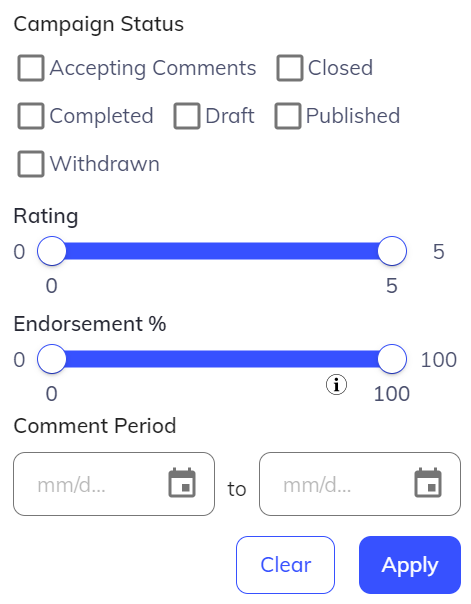 Campaign Status
Accepting Comments Closed
Completed Draft Published
Withdrawn
Rating
0 5
0 5
Endorsement %
0 100
i
0 100
Comment Period
mm/d... to mm/d...
Clear Apply